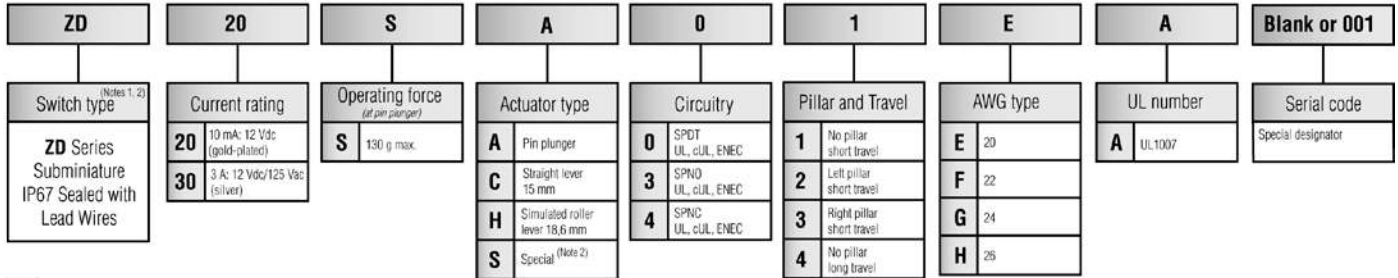 ZD
20
S
A
0
1
E
A
Blank or 001
Switch type (Notes 1, 2)
ZD Series
Subminiature
IP67 Sealed with
Lead Wires
Current rating
20 10 mA: 12 Vdc
(gold-plated)
30 3 A: 12 Vdc/125 Vac
(silver)
Operating force
(at pin plunger)
S 130 g max.
Actuator type
A Pin plunger
C Straight lever
15 mm
H Simulated roller
lever 18,6 mm
S Special (Note 2)
Circuitry
0 SPDT
UL, cUL, ENEC
3 SPNO
UL, cUL, ENEC
4 SPNC
UL, cUL, ENEC
Pillar and Travel
1 No pillar
short travel
2 Left pillar
short travel
3 Right pillar
short travel
4 No pillar
long travel
AWG type
E 20
F 22
G 24
H 26
UL number
A UL1007
Serial code
Special designator